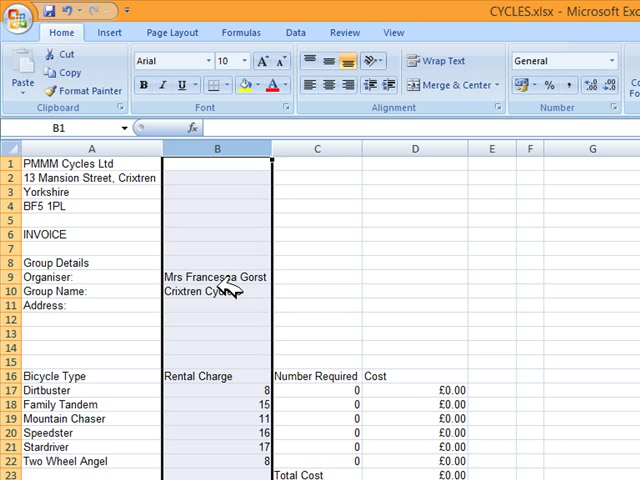 CYCLES.xlsx - Microsoft Exc
Home Insert Page Layout Formulas Data Review View
Cut
Copy
Format Painter
Paste
Arial 10 A A
B I U A
Wrap Text
Merge & Center
General
% , .0 .00 .00 .0
Clipboard Font Alignment Number
B1 fx
A B C D E F G
1 PMMM Cycles Ltd
2 13 Mansion Street, Crixtren
3 Yorkshire
4 BF5 1PL
5
6 INVOICE
7
8 Group Details
9 Organiser: Mrs Francesca Gorst
10 Group Name: Crixtren
11 Address:
12
13
14
15
16 Bicycle Type Rental Charge Number Required Cost
17 Dirtbuster 8 0 £0.00
18 Family Tandem 15 0 £0.00
19 Mountain Chaser 11 0 £0.00
20 Speedster 16 0 £0.00
21 Stardriver 17 0 £0.00
22 Two Wheel Angel 8 0 £0.00
23 Total Cost £0.00